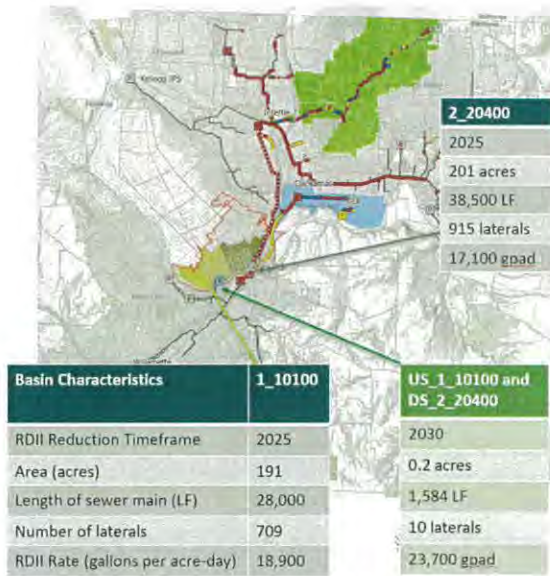 Kellogg IPS
2_20400
2025
201 acres
38,500 LF
915 laterals
17,100 gpad
Basin Characteristics 1_10100
RDII Reduction Timeframe 2025
Area (acres) 191
Length of sewer main (LF) 28,000
Number of laterals 709
RDII Rate (gallons per acre-day) 18,900
US_1_10100 and
DS_2_20400
2030
0.2 acres
1,584 LF
10 laterals
23,700 gpad